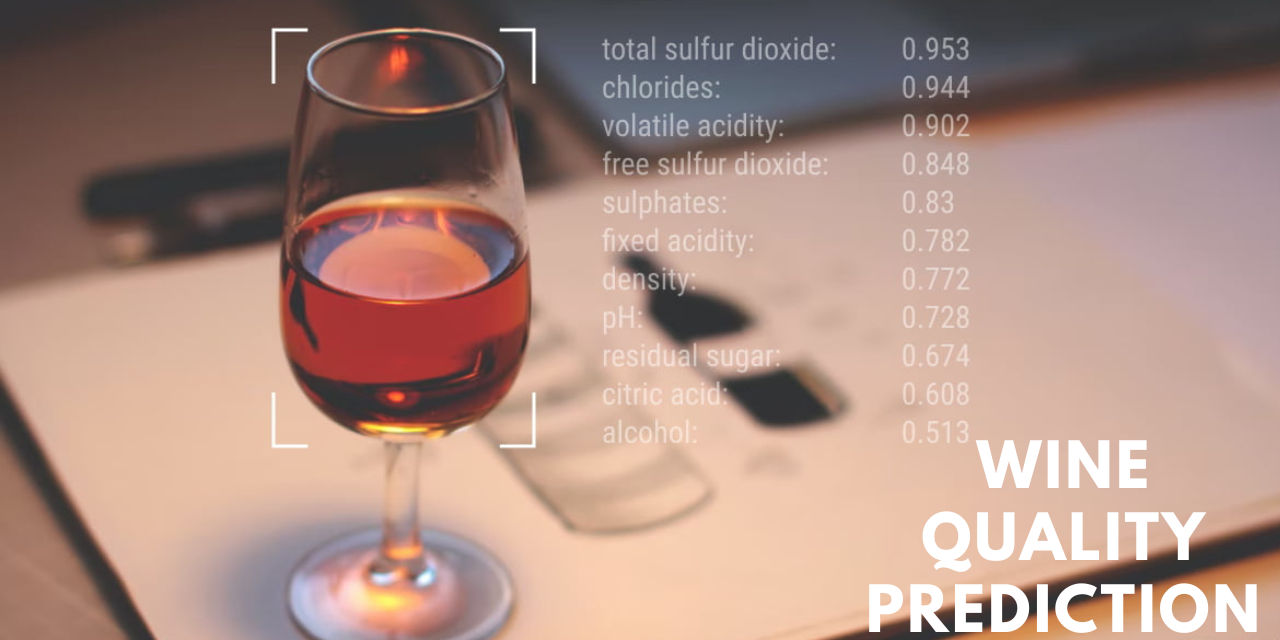 total sulfur dioxide: 0.953
chlorides: 0.944
volatile acidity: 0.902
free sulfur dioxide: 0.848
sulphates: 0.83
fixed acidity: 0.782
density: 0.772
pH: 0.728
residual sugar: 0.674
citric acid: 0.608
alcohol: 0.513
WINE
QUALITY
PREDICTION